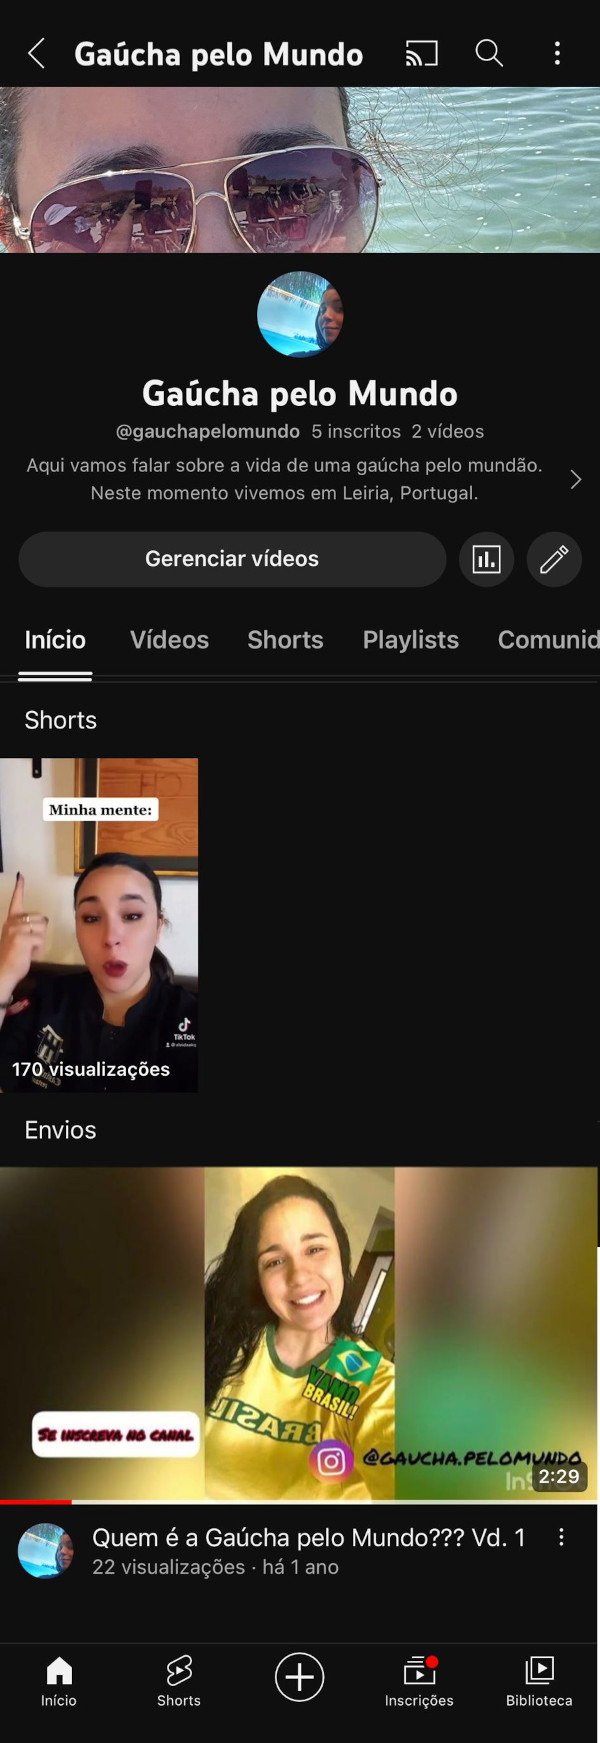 Gaúcha pelo Mundo
Gaúcha pelo Mundo
@gauchapelomundo 5 inscritos 2 vídeos
Aqui vamos falar sobre a vida de uma gaúcha pelo mundão.
Neste momento vivemos em Leiria, Portugal.
Gerenciar vídeos
Início Vídeos Shorts Playlists Comunid
Shorts
Minha mente:
TikTok
170 visualizações
Envios
VAMO
BRASIL!
BRASIL
SE INSCREVA NO CANAL
@GAUCHA.PELOMUNDO
2:29
Quem é a Gaúcha pelo Mundo??? Vd. 1
22 visualizações · há 1 ano
Início Shorts Inscrições Biblioteca